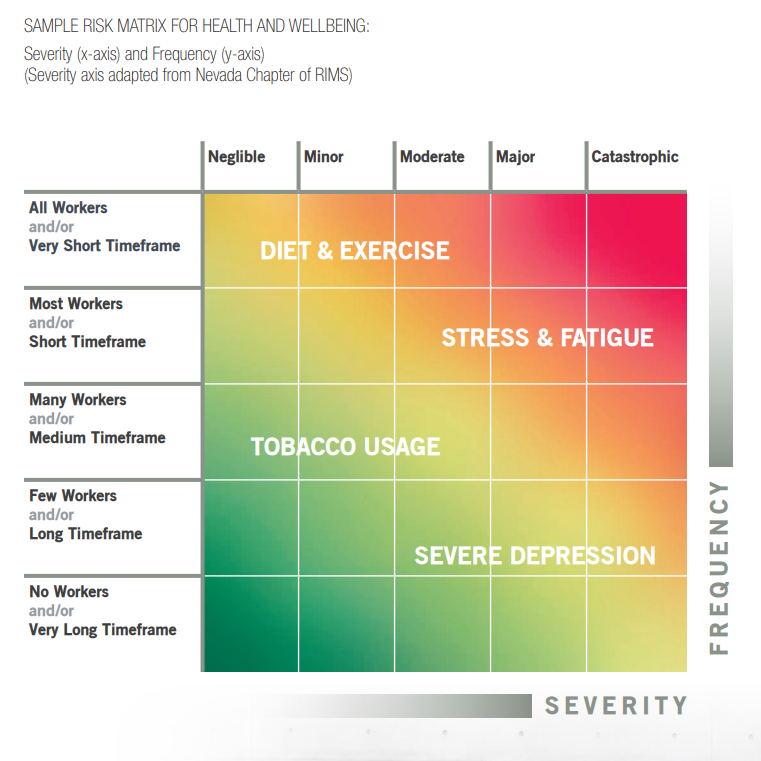 SAMPLE RISK MATRIX FOR HEALTH AND WELLBEING:
Severity (x-axis) and Frequency (y-axis)
(Severity axis adapted from Nevada Chapter of RIMS)
Neglible
Minor
Moderate
Major
Catastrophic
All Workers
and/or
Very Short Timeframe
DIET & EXERCISE
Most Workers
and/or
Short Timeframe
STRESS & FATIGUE
Many Workers
and/or
Medium Timeframe
TOBACCO USAGE
Few Workers
and/or
Long Timeframe
SEVERE DEPRESSION
No Workers
and/or
Very Long Timeframe
FREQUENCY
SEVERITY